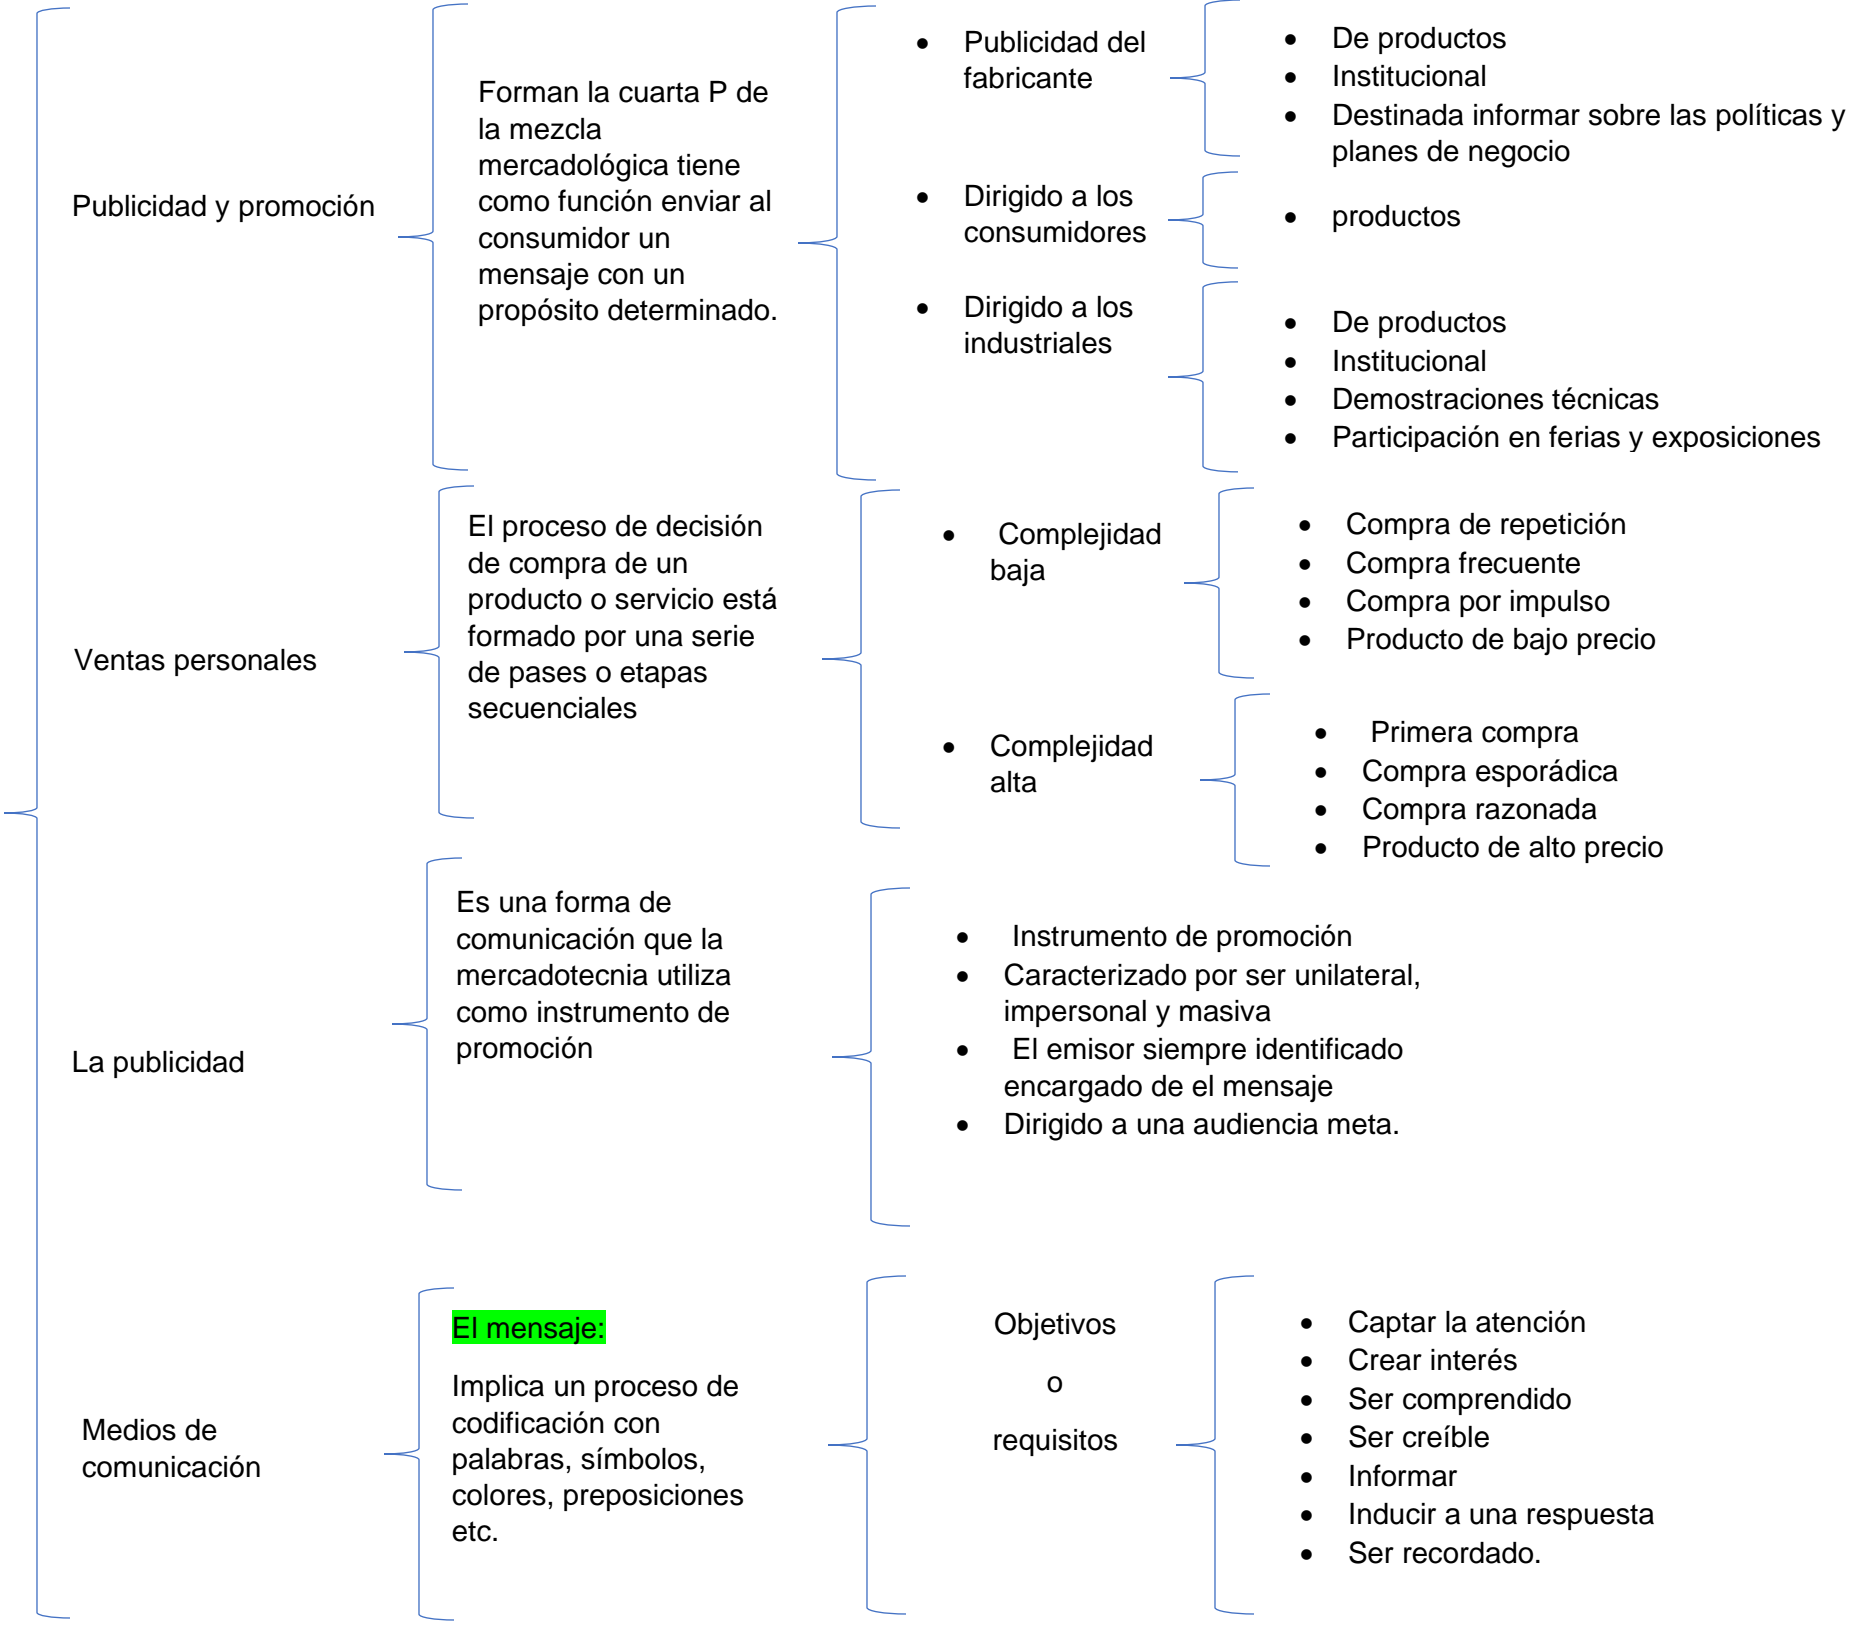 Publicidad y promoción
Forman la cuarta P de
la mezcla
mercadológica tiene
como función enviar al
consumidor un
mensaje con un
propósito determinado.
• Publicidad del
fabricante
• De productos
• Institucional
• Destinada informar sobre las políticas y
planes de negocio
• Dirigido a los
consumidores
• productos
• Dirigido a los
industriales
• De productos
• Institucional
• Demostraciones técnicas
• Participación en ferias y exposiciones
Ventas personales
El proceso de decisión
de compra de un
producto o servicio está
formado por una serie
de pases o etapas
secuenciales
• Complejidad
baja
• Compra de repetición
• Compra frecuente
• Compra por impulso
• Producto de bajo precio
• Complejidad
alta
• Primera compra
• Compra esporádica
• Compra razonada
• Producto de alto precio
La publicidad
Es una forma de
comunicación que la
mercadotecnia utiliza
como instrumento de
promoción
• Instrumento de promoción
• Caracterizado por ser unilateral,
impersonal y masiva
• El emisor siempre identificado
encargado de el mensaje
• Dirigido a una audiencia meta.
Medios de
comunicación
El mensaje:
Implica un proceso de
codificación con
palabras, símbolos,
colores, preposiciones
etc.
Objetivos
o
requisitos
• Captar la atención
• Crear interés
• Ser comprendido
• Ser creíble
• Informar
• Inducir a una respuesta
• Ser recordado.